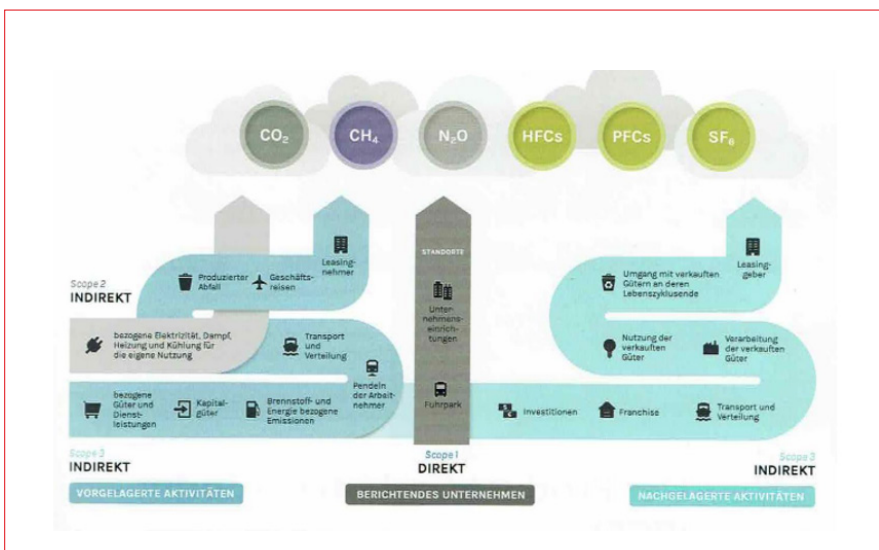 CO₂
CH₄
N₂O
HFCs
PFCs
SF₆
STANDORTE
Leasing-
nehmer
Produzierter
Abfall
Geschäfts-
reisen
Scope 2
INDIREKT
bezogene Elektrizität, Dampf,
Heizung und Kühlung für
die eigene Nutzung
Transport
und
Verteilung
Pendeln
der Arbeit-
nehmer
bezogene
Güter und
Dienst-
leistungen
Kapital-
güter
Brennstoff- und
Energie bezogene
Emissionen
Unter-
nehmens-
einrich-
tungen
Fuhrpark
Leasing-
geber
Umgang mit verkauften
Gütern an deren
Lebenszyklusende
Nutzung der
verkauften
Güter
Verarbeitung
der verkauften
Güter
Investitionen
Franchise
Transport und
Verteilung
Scope 3
INDIREKT
Scope 1
DIREKT
Scope 3
INDIREKT
VORGELAGERTE AKTIVITÄTEN
BERICHTENDES UNTERNEHMEN
NACHGELAGERTE AKTIVITÄTEN